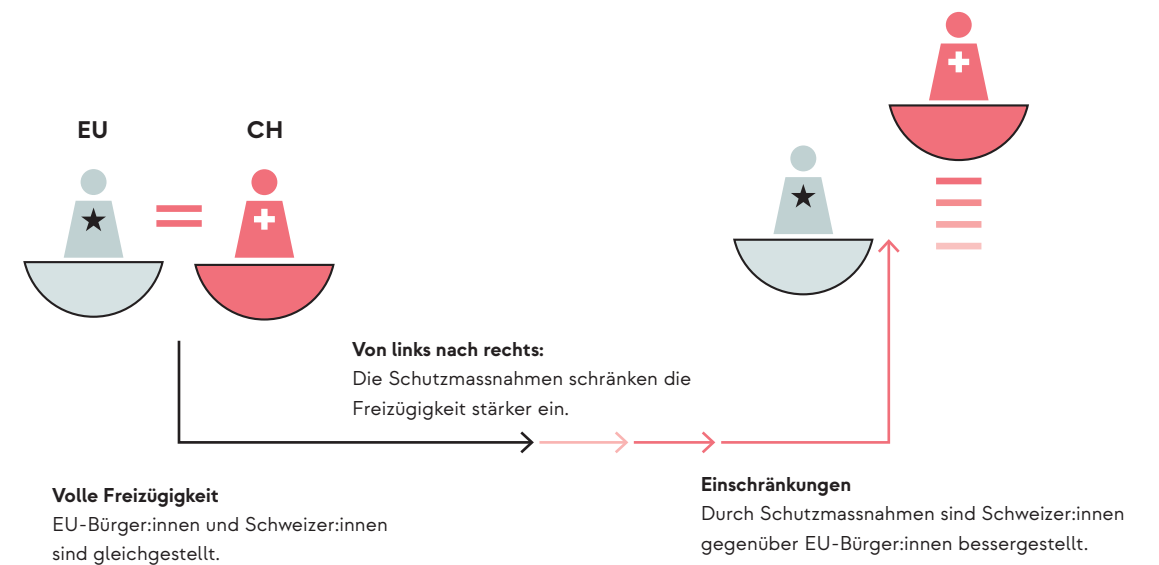 EU
CH
Von links nach rechts:
Die Schutzmassnahmen schränken die
Freizügigkeit stärker ein.
Volle Freizügigkeit
EU-Bürger:innen und Schweizer:innen
sind gleichgestellt.
Einschränkungen
Durch Schutzmassnahmen sind Schweizer:innen
gegenüber EU-Bürger:innen bessergestellt.